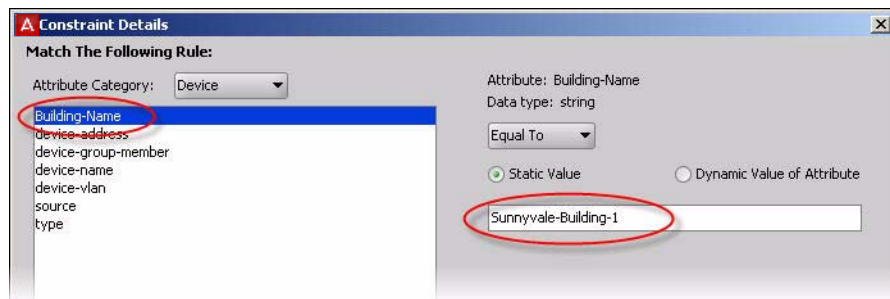 A Constraint Details
Match The Following Rule:
Attribute Category: Device
Building-Name
device-address
device-group-member
device-name
device-vlan
source
type
Attribute: Building-Name
Data type: string
Equal To
Static Value
Dynamic Value of Attribute
Sunnyvale-Building-1